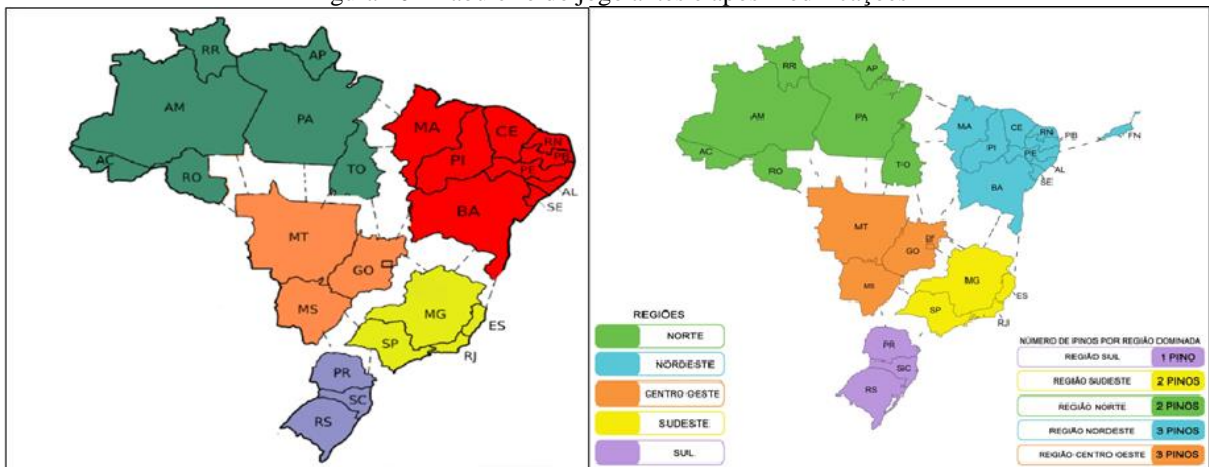 do jogo antes e após
RR
AP
AM
PA
AC
RO
TO
MA
CE
RN
PB
PI
PE
AL
SE
BA
MT
GO
MS
MG
ES
SP
RJ
PR
SC
RS
RR
AP
AM
PA
AC
RO
TO
MA
CE
RN
PB
FN
PI
PE
AL
SE
BA
MT
DF
GO
MS
MG
ES
SP
RJ
PR
SC
RS
REGIÕES
NORTE
NORDESTE
CENTRO-OESTE
SUDESTE
SUL
NÚMERO DE PINOS POR REGIÃO DOMINADA
REGIÃO SUL 1 PINO
REGIÃO SUDESTE 2 PINOS
REGIÃO NORTE 2 PINOS
REGIÃO NORDESTE 3 PINOS
REGIÃO CENTRO OESTE 3 PINOS